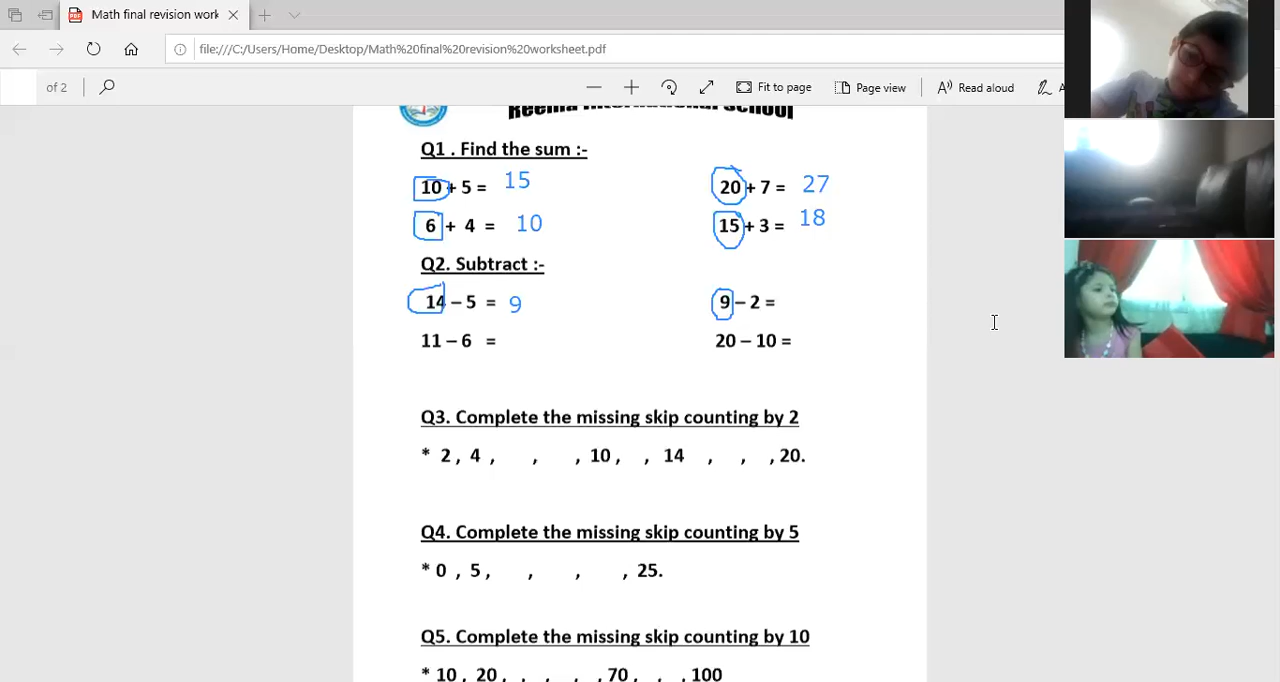 Math final revision work
file:///C:/Users/Home/Desktop/Math%20final%20revision%20worksheet.pdf
of 2 Fit to page Page view Read aloud
International School
Q1 . Find the sum :-
10 + 5 = 15 20 + 7 = 27
6 + 4 = 10 15 + 3 = 18
Q2. Subtract :-
14 – 5 = 9 9 – 2 =
11 – 6 = 20 – 10 =
Q3. Complete the missing skip counting by 2
* 2 , 4 , , , 10 , , 14 , , , 20.
Q4. Complete the missing skip counting by 5
* 0 , 5 , , , , 25.
Q5. Complete the missing skip counting by 10
* 10 , 20 , , , , , 70 , , , 100